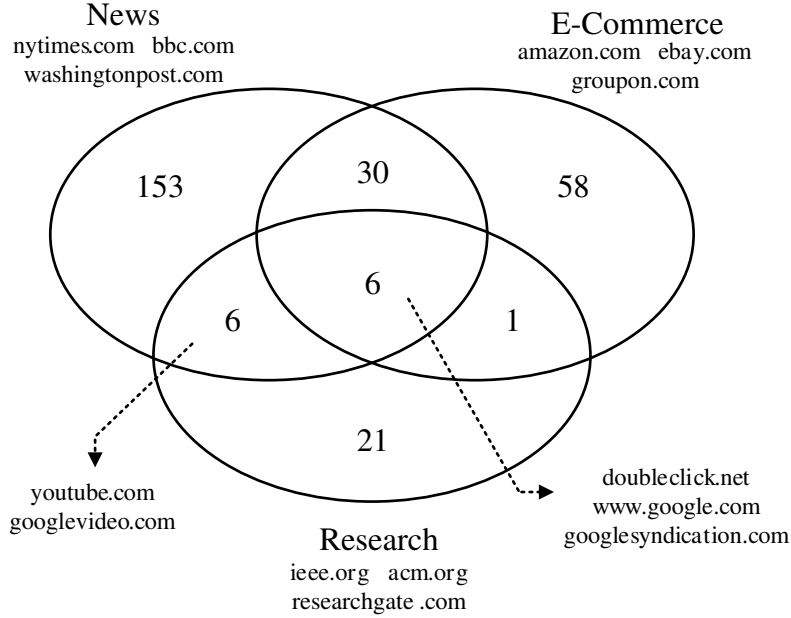 News
nytimes.com bbc.com
washingtonpost.com
E-Commerce
amazon.com ebay.com
groupon.com
153
30
58
6
6
1
21
youtube.com
googlevideo.com
doubleclick.net
www.google.com
googlesyndication.com
Research
ieee.org acm.org
researchgate .com